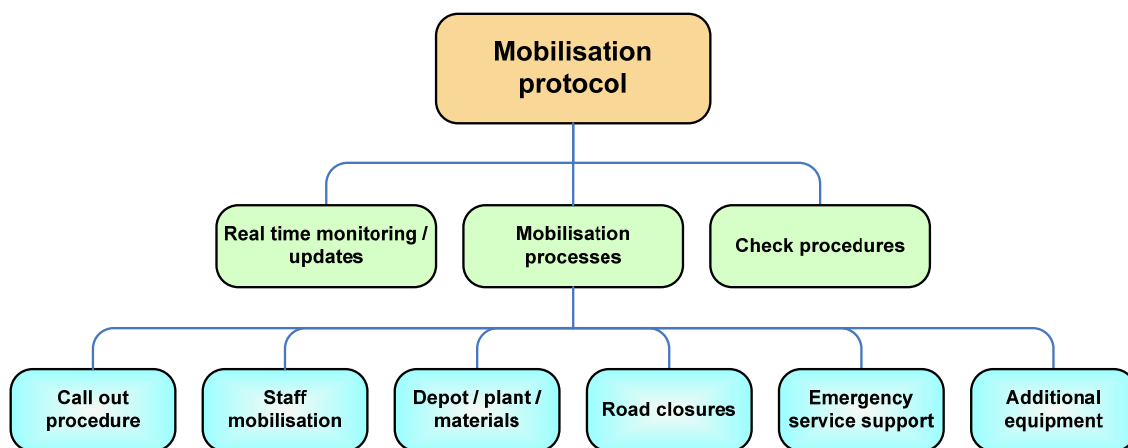 Mobilisation
protocol
Real time monitoring /
updates
Mobilisation
processes
Check procedures
Call out
procedure
Staff
mobilisation
Depot / plant /
materials
Road closures
Emergency
service support
Additional
equipment